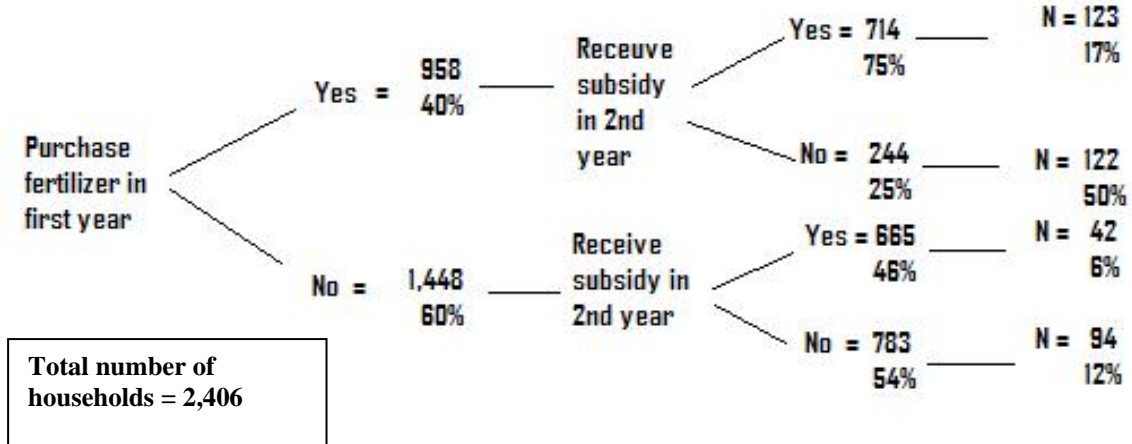 Purchase
fertilizer in
first year
Yes = 958
40%
Receuve
subsidy
in 2nd
year
Yes = 714
75%
N = 123
17%
No = 244
25%
N = 122
50%
No = 1,448
60%
Receive
subsidy in
2nd year
Yes = 665
46%
N = 42
6%
No = 783
54%
N = 94
12%
Total number of
households = 2,406